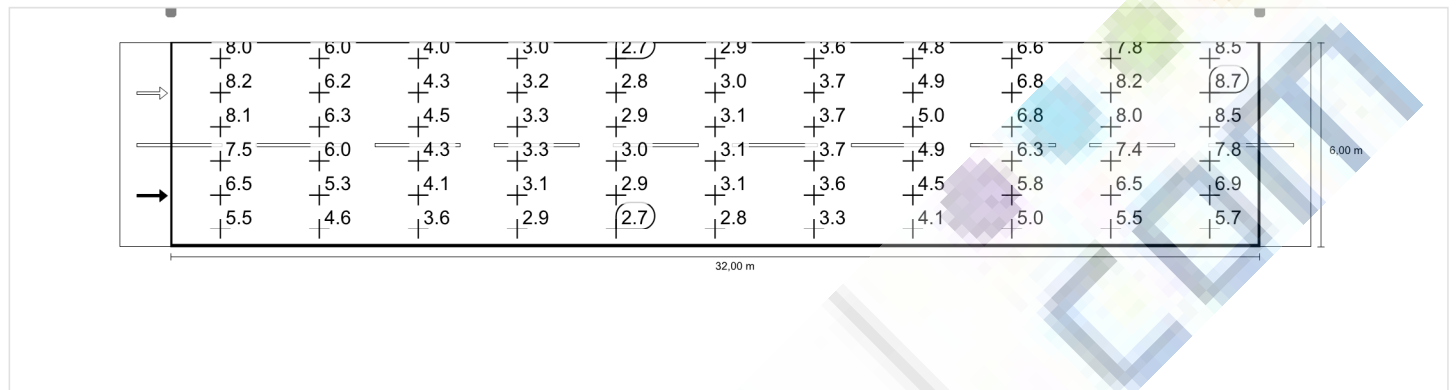 8.0 6.0 4.0 3.0 2.7 2.9 3.6 4.8 6.6 7.8 8.5
8.2 6.2 4.3 3.2 2.8 3.0 3.7 4.9 6.8 8.2 8.7
8.1 6.3 4.5 3.3 2.9 3.1 3.7 5.0 6.8 8.0 8.5
7.5 6.0 4.3 3.3 3.0 3.1 3.7 4.9 6.3 7.4 7.8
6,00 m
6.5 5.3 4.1 3.1 2.9 3.1 3.6 4.5 5.8 6.5 6.9
5.5 4.6 3.6 2.9 2.7 2.8 3.3 4.1 5.0 5.5 5.7
32,00 m
com